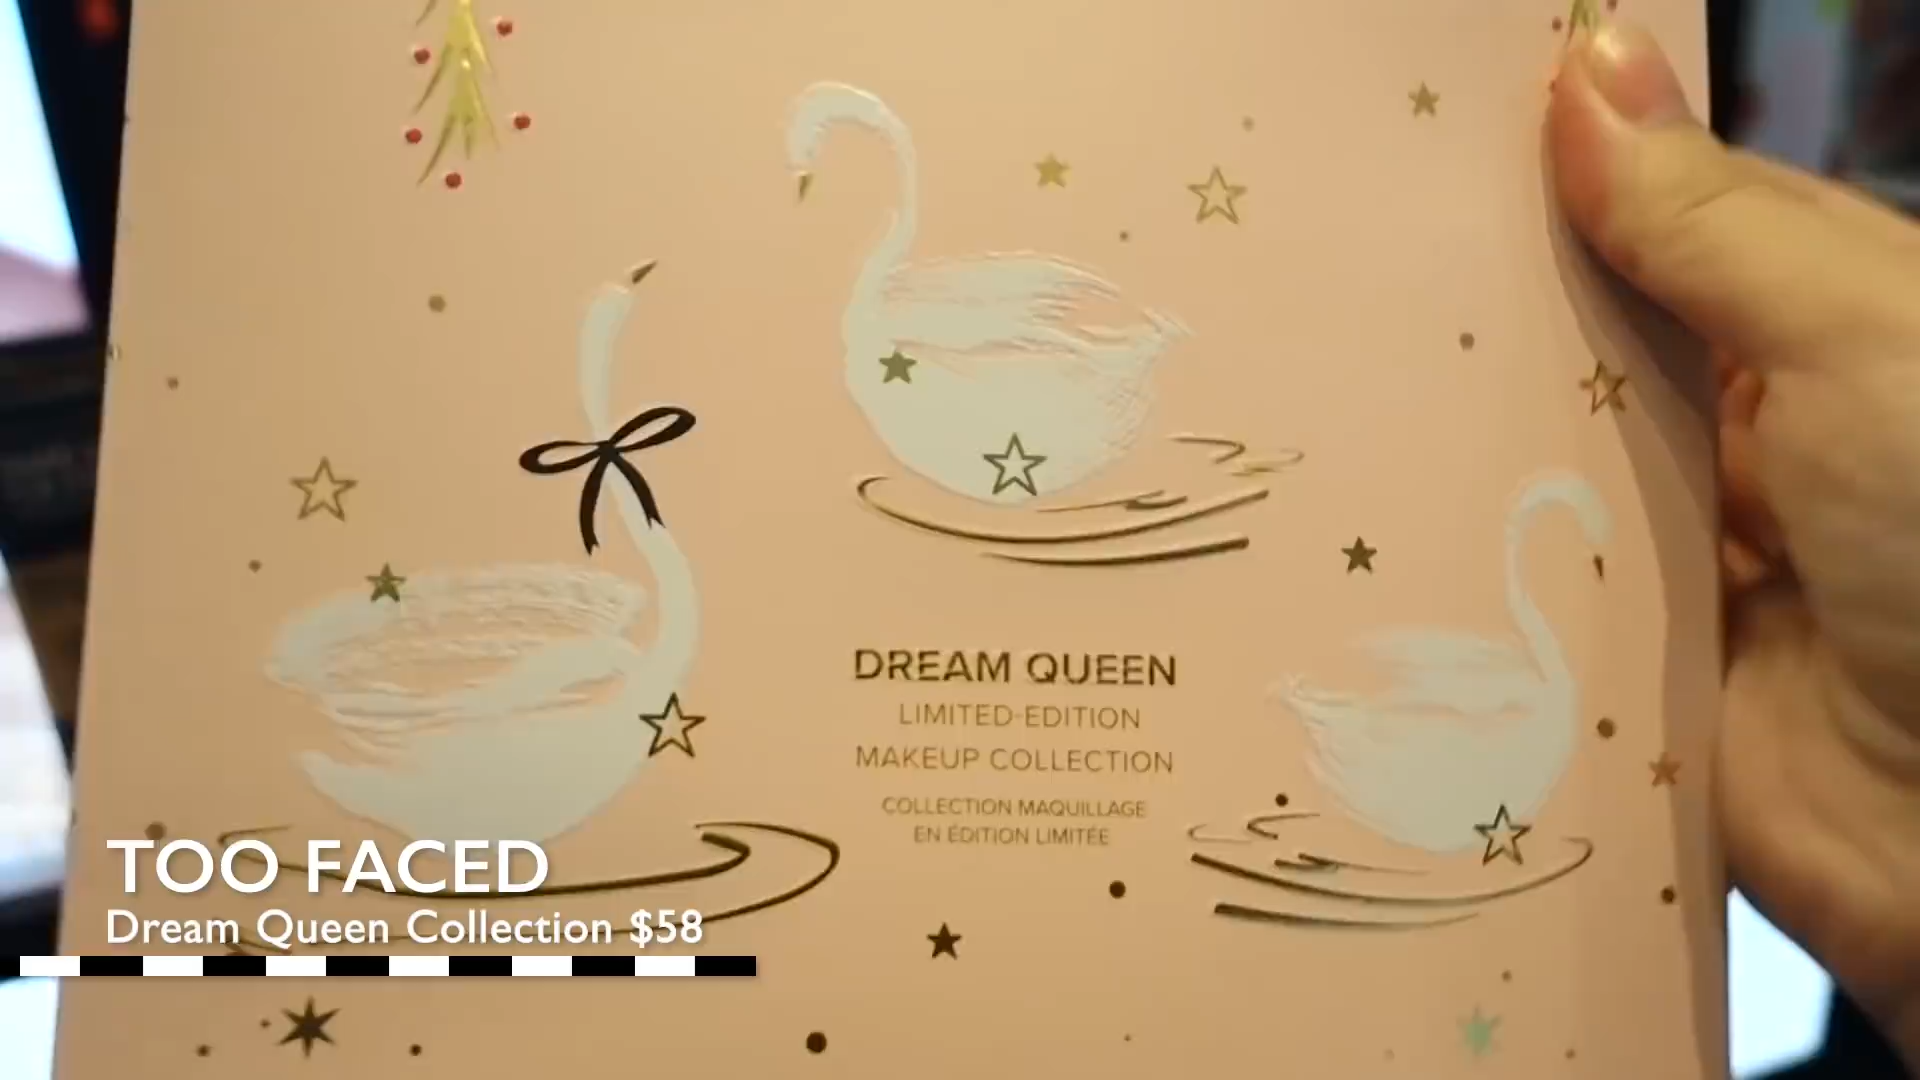 DREAM QUEEN
LIMITED-EDITION
MAKEUP COLLECTION
COLLECTION MAQUILLAGE
EN ÉDITION LIMITÉE
TOO FACED
Dream Queen Collection $58